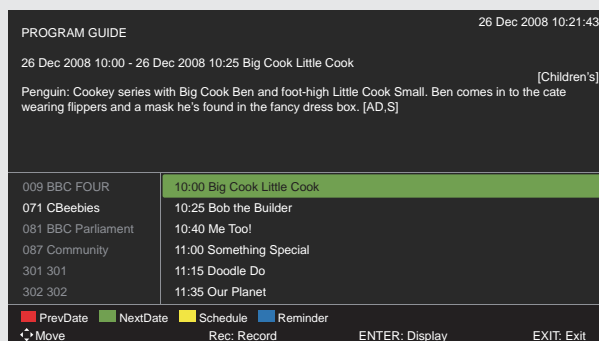 26 Dec 2008 10:21:43
PROGRAM GUIDE
26 Dec 2008 10:00 - 26 Dec 2008 10:25 Big Cook Little Cook
[Children's]
Penguin: Cookey series with Big Cook Ben and foot-high Little Cook Small. Ben comes in to the cate
wearing flippers and a mask he's found in the fancy dress box. [AD,S]
009 BBC FOUR 10:00 Big Cook Little Cook
071 CBeebies 10:25 Bob the Builder
081 BBC Parliament 10:40 Me Too!
087 Community 11:00 Something Special
301 301 11:15 Doodle Do
302 302 11:35 Our Planet
PrevDate NextDate Schedule Reminder
Move Rec: Record ENTER: Display EXIT: Exit